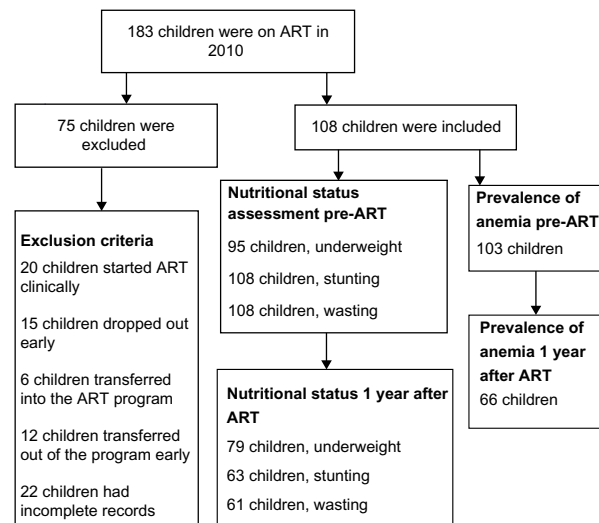 183 children were on ART in
2010
75 children were
excluded
108 children were included
Exclusion criteria
20 children started ART
clinically
15 children dropped out
early
6 children transferred
into the ART program
12 children transferred
out of the program early
22 children had
incomplete records
Nutritional status
assessment pre-ART
95 children, underweight
108 children, stunting
108 children, wasting
Nutritional status 1 year after
ART
79 children, underweight
63 children, stunting
61 children, wasting
Prevalence of
anemia pre-ART
103 children
Prevalence of
anemia 1 year
after ART
66 children